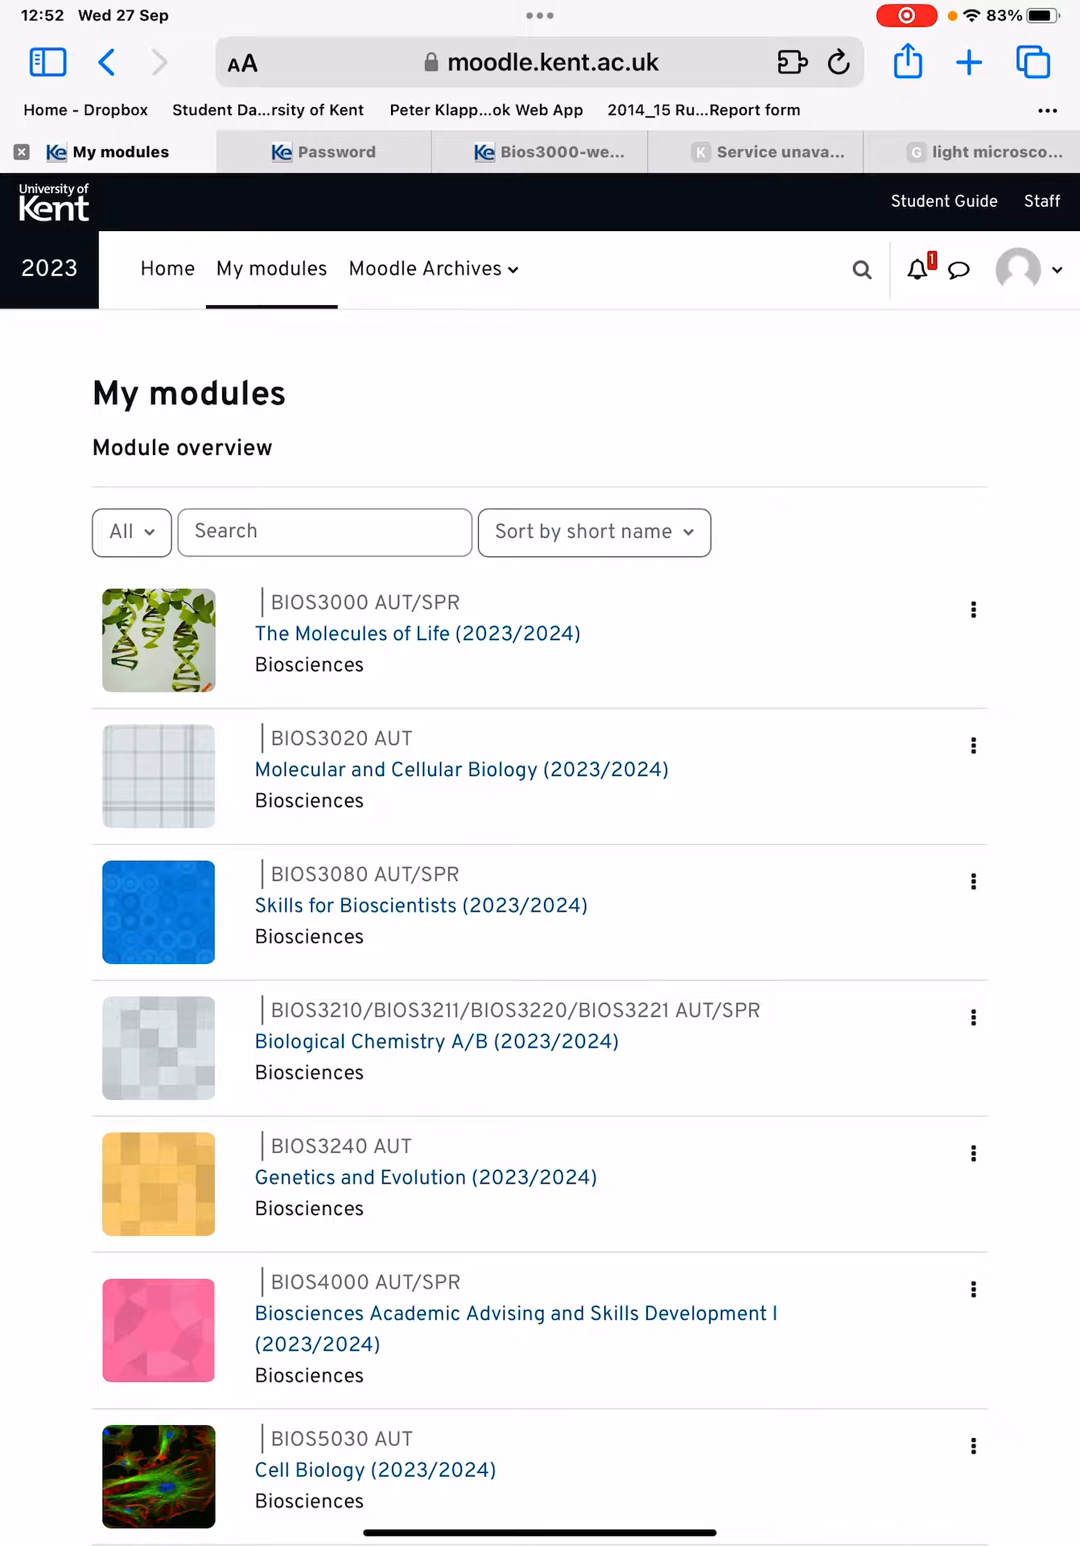 12:52 Wed 27 Sep
83%
AA moodle.kent.ac.uk
Home - Dropbox Student Da...rsity of Kent Peter Klapp...ok Web App 2014_15 Ru...Report form
Ke My modules Ke Password Ke Bios3000-we... K Service unava... G light microsco...
University of
Kent
Student Guide Staff
2023 Home My modules Moodle Archives 1
My modules
Module overview
All Search Sort by short name
BIOS3000 AUT/SPR
The Molecules of Life (2023/2024)
Biosciences
BIOS3020 AUT
Molecular and Cellular Biology (2023/2024)
Biosciences
BIOS3080 AUT/SPR
Skills for Bioscientists (2023/2024)
Biosciences
BIOS3210/BIOS3211/BIOS3220/BIOS3221 AUT/SPR
Biological Chemistry A/B (2023/2024)
Biosciences
BIOS3240 AUT
Genetics and Evolution (2023/2024)
Biosciences
BIOS4000 AUT/SPR
Biosciences Academic Advising and Skills Development I
(2023/2024)
Biosciences
BIOS5030 AUT
Cell Biology (2023/2024)
Biosciences